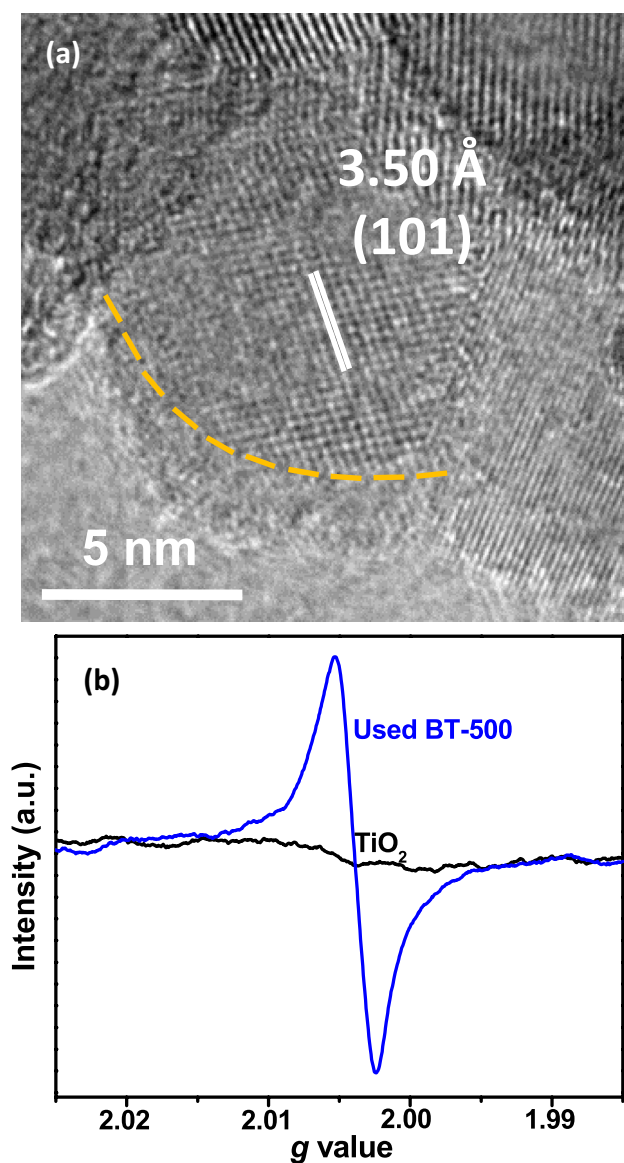 (a)
3.50 Å
(101)
5 nm
(b)
Used BT-500
TiO₂
Intensity (a.u.)
2.02 2.01 2.00 1.99
g value